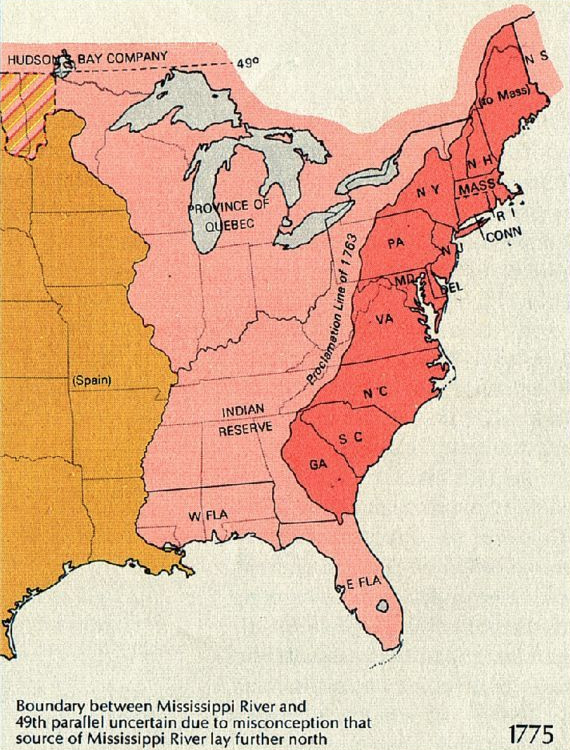 HUDSON'S BAY COMPANY
49º
N S
(to Mass)
PROVINCE OF
QUEBEC
N H
N Y
MASS
R I
CONN
PA
N J
MD
DEL
Proclamation Line of 1763
VA
(Spain)
N C
INDIAN
RESERVE
S C
GA
W FLA
E FLA
Boundary between Mississippi River and
49th parallel uncertain due to misconception that
source of Mississippi River lay further north
1775